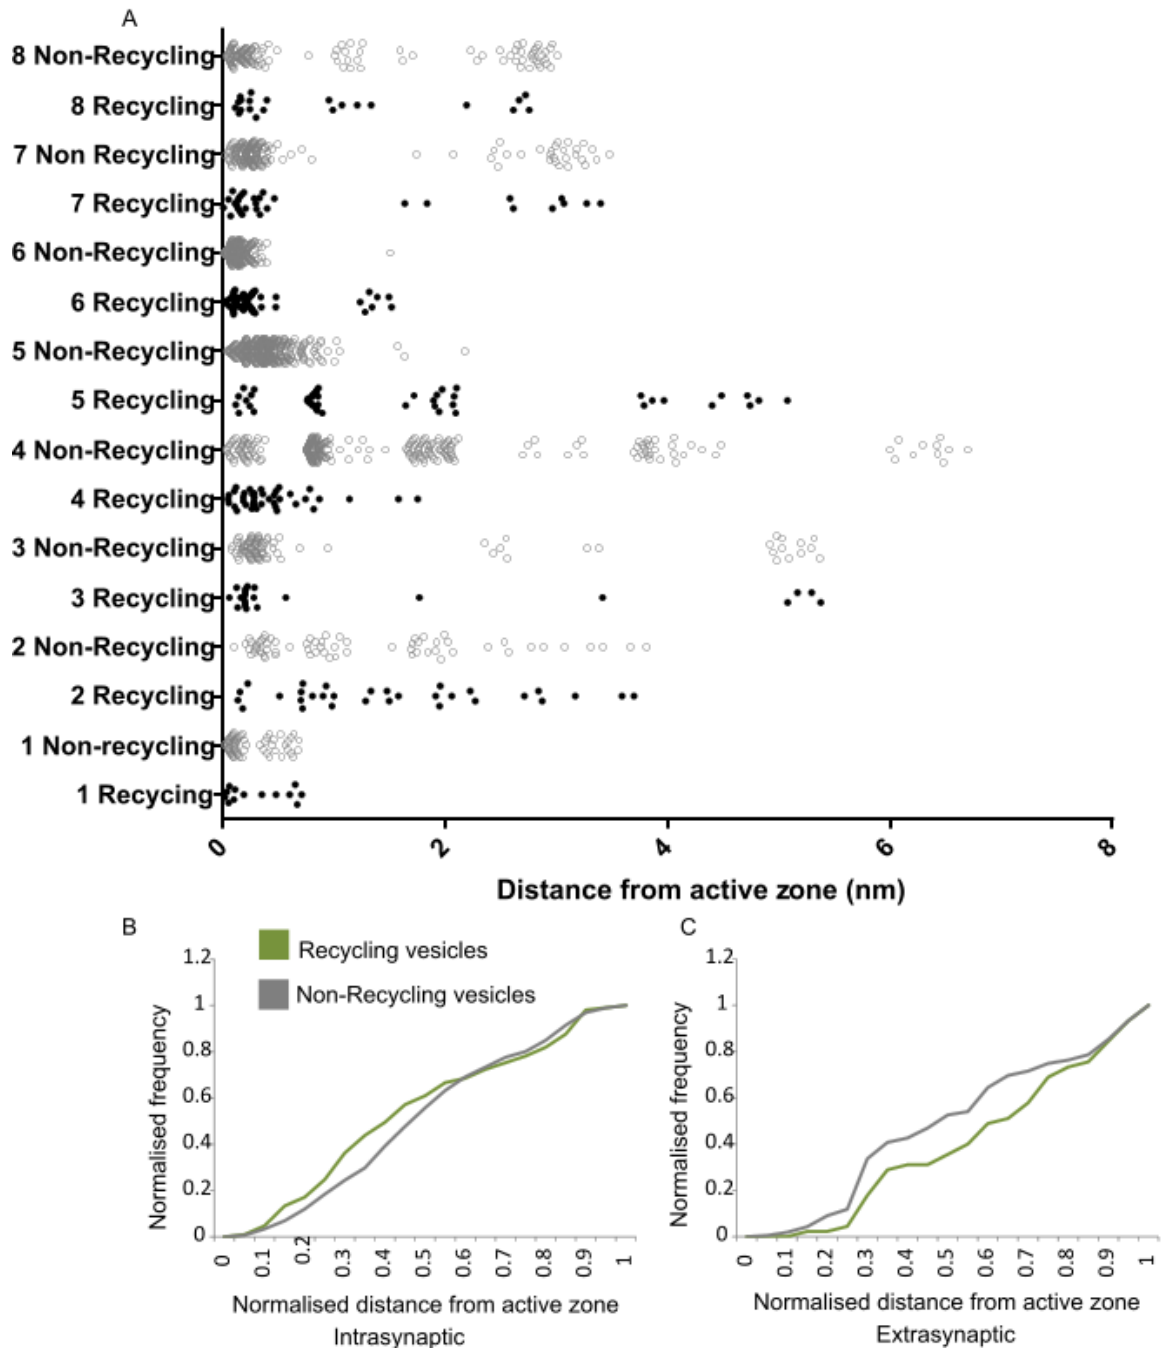 A
8 Non-Recycling
8 Recycling
7 Non Recycling
7 Recycling
6 Non-Recycling
6 Recycling
5 Non-Recycling
5 Recycling
4 Non-Recycling
4 Recycling
3 Non-Recycling
3 Recycling
2 Non-Recycling
2 Recycling
1 Non-recycling
1 Recycing
0 2 4 6 8
Distance from active zone (nm)
B
Recycling vesicles
Non-Recycling vesicles
Normalised frequency
1.2
1
0.8
0.6
0.4
0.2
0
0 0.1 0.2 0.3 0.4 0.5 0.6 0.7 0.8 0.9 1
Normalised distance from active zone
Intrasynaptic
C
Normalised frequency
1.2
1
0.8
0.6
0.4
0.2
0
0 0.1 0.2 0.3 0.4 0.5 0.6 0.7 0.8 0.9 1
Normalised distance from active zone
Extrasynaptic